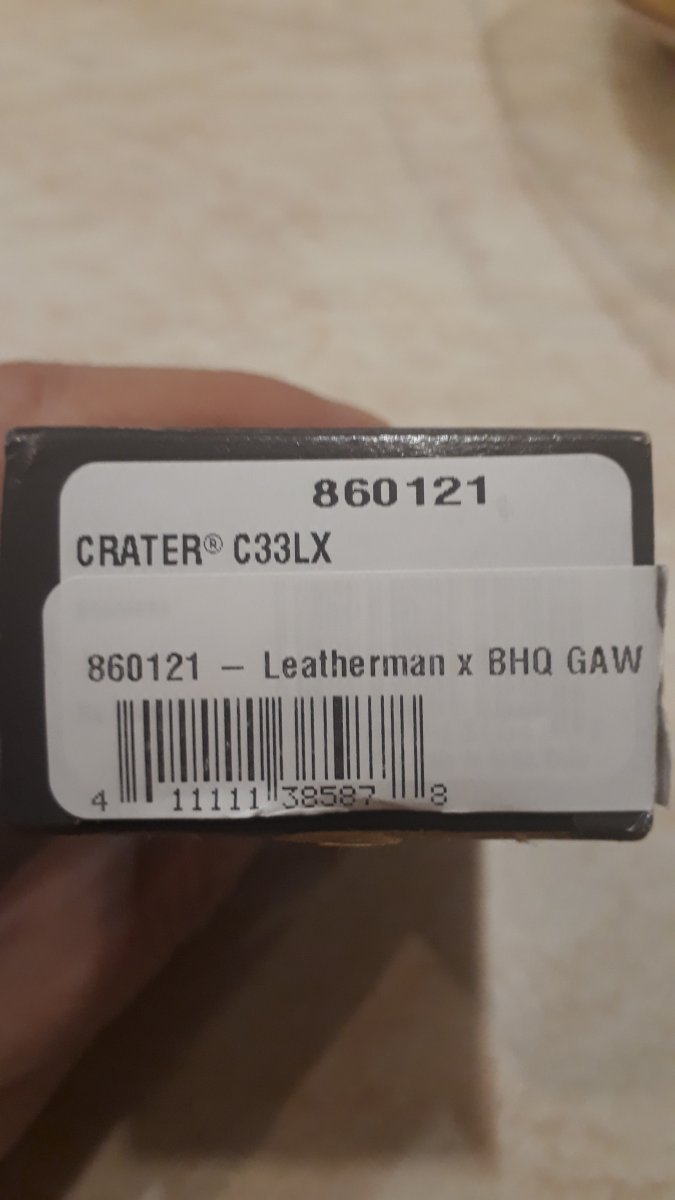 860121
CRATER® C33LX
860121 – Leatherman x BHQ GAW
4 11111 38587 8